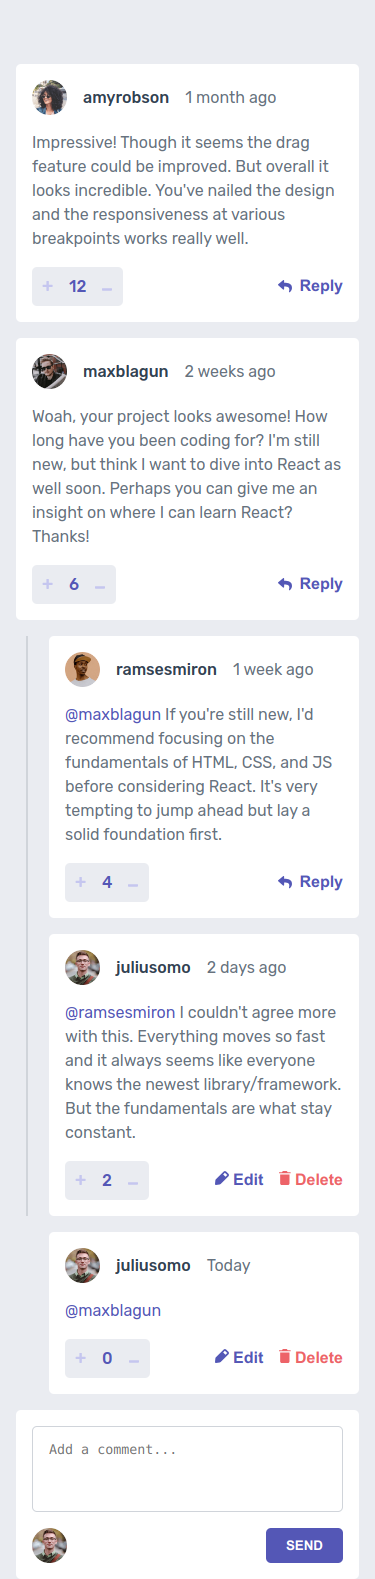 amyrobson 1 month ago
Impressive! Though it seems the drag
feature could be improved. But overall it
looks incredible. You've nailed the design
and the responsiveness at various
breakpoints works really well.
+ 12 – Reply
maxblagun 2 weeks ago
Woah, your project looks awesome! How
long have you been coding for? I'm still
new, but think I want to dive into React as
well soon. Perhaps you can give me an
insight on where I can learn React?
Thanks!
+ 6 – Reply
ramsesmiron 1 week ago
@maxblagun If you're still new, I'd
recommend focusing on the
fundamentals of HTML, CSS, and JS
before considering React. It's very
tempting to jump ahead but lay a
solid foundation first.
+ 4 – Reply
juliusomo 2 days ago
@ramsesmiron I couldn't agree more
with this. Everything moves so fast
and it always seems like everyone
knows the newest library/framework.
But the fundamentals are what stay
constant.
+ 2 – Edit Delete
juliusomo Today
@maxblagun
+ 0 – Edit Delete
Add a comment...
SEND